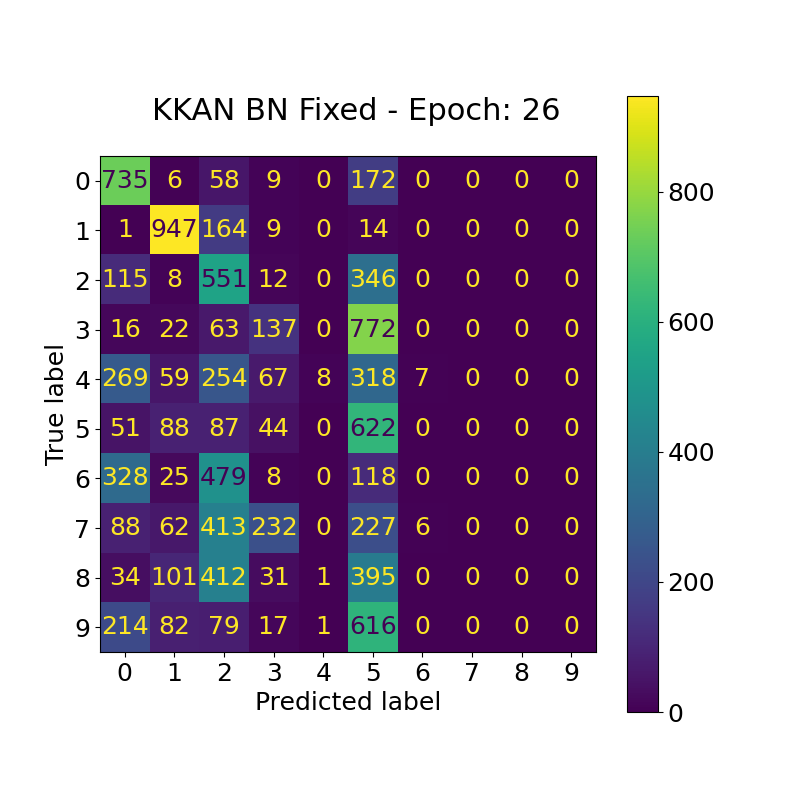 KKAN BN Fixed - Epoch: 26
0 735 6 58 9 0 172 0 0 0 0
1 1 947 164 9 0 14 0 0 0 0
2 115 8 551 12 0 346 0 0 0 0
3 16 22 63 137 0 772 0 0 0 0
4 269 59 254 67 8 318 7 0 0 0
5 51 88 87 44 0 622 0 0 0 0
6 328 25 479 8 0 118 0 0 0 0
7 88 62 413 232 0 227 6 0 0 0
8 34 101 412 31 1 395 0 0 0 0
9 214 82 79 17 1 616 0 0 0 0
0 1 2 3 4 5 6 7 8 9
Predicted label
True label
800
600
400
200
0